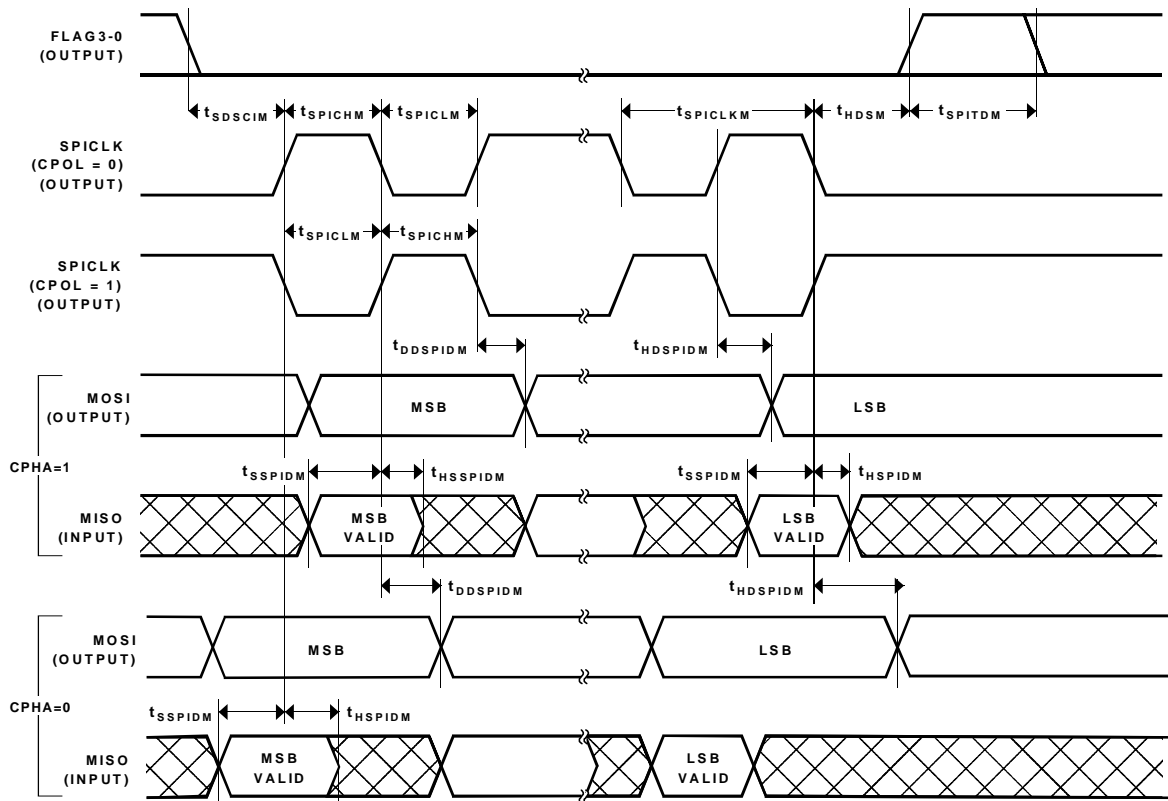 FLAG3-0
(OUTPUT)
tSDSCIM
tSPICHM
tSPICLM
tSPICLKM
tHDSM
tSPITDM
SPICLK
(CPOL = 0)
(OUTPUT)
tSPICLM
tSPICHM
SPICLK
(CPOL = 1)
(OUTPUT)
tDDSPIDM
tHDSPIDM
MOSI
(OUTPUT)
MSB
LSB
CPHA=1
tSSPIDM
tHSSPIDM
tSSPIDM
tHSPIDM
MISO
(INPUT)
MSB
VALID
LSB
VALID
tDDSPIDM
tHDSPIDM
MOSI
(OUTPUT)
MSB
LSB
CPHA=0
tSSPIDM
tHSPIDM
MISO
(INPUT)
MSB
VALID
LSB
VALID